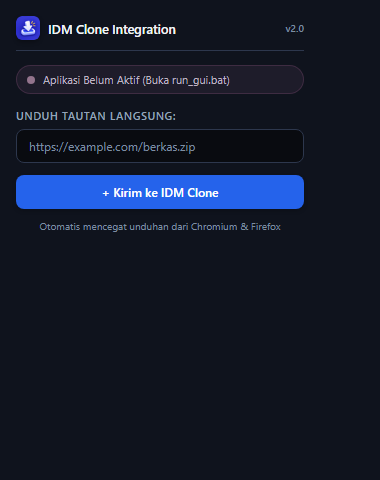 IDM Clone Integration
v2.0
Aplikasi Belum Aktif (Buka run_gui.bat)
UNDUH TAUTAN LANGSUNG:
https://example.com/berkas.zip
+ Kirim ke IDM Clone
Otomatis mencegat unduhan dari Chromium & Firefox